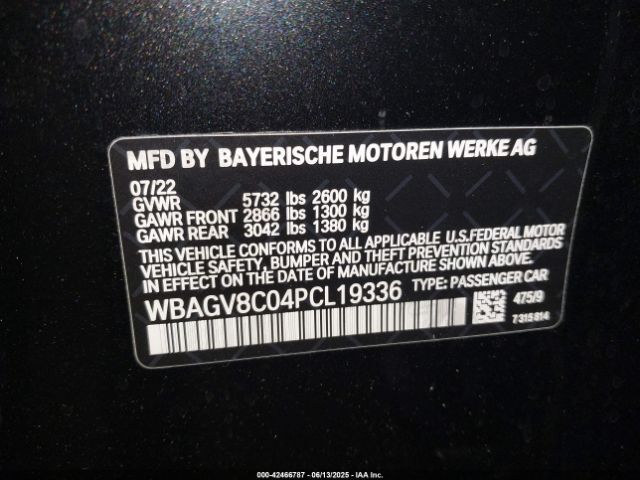 MFD BY BAYERISCHE MOTOREN WERKE AG
07/22
GVWR 5732 lbs 2600 kg
GAWR FRONT 2866 lbs 1300 kg
GAWR REAR 3042 lbs 1380 kg
THIS VEHICLE CONFORMS TO ALL APPLICABLE U.S.FEDERAL MOTOR
VEHICLE SAFETY, BUMPER AND THEFT PREVENTION STANDARDS
IN EFFECT ON THE DATE OF MANUFACTURE SHOWN ABOVE.
WBAGV8C04PCL19336 TYPE: PASSENGER CAR
475/9
7 315 814
000-42466787 - 06/13/2025 - IAA Inc.